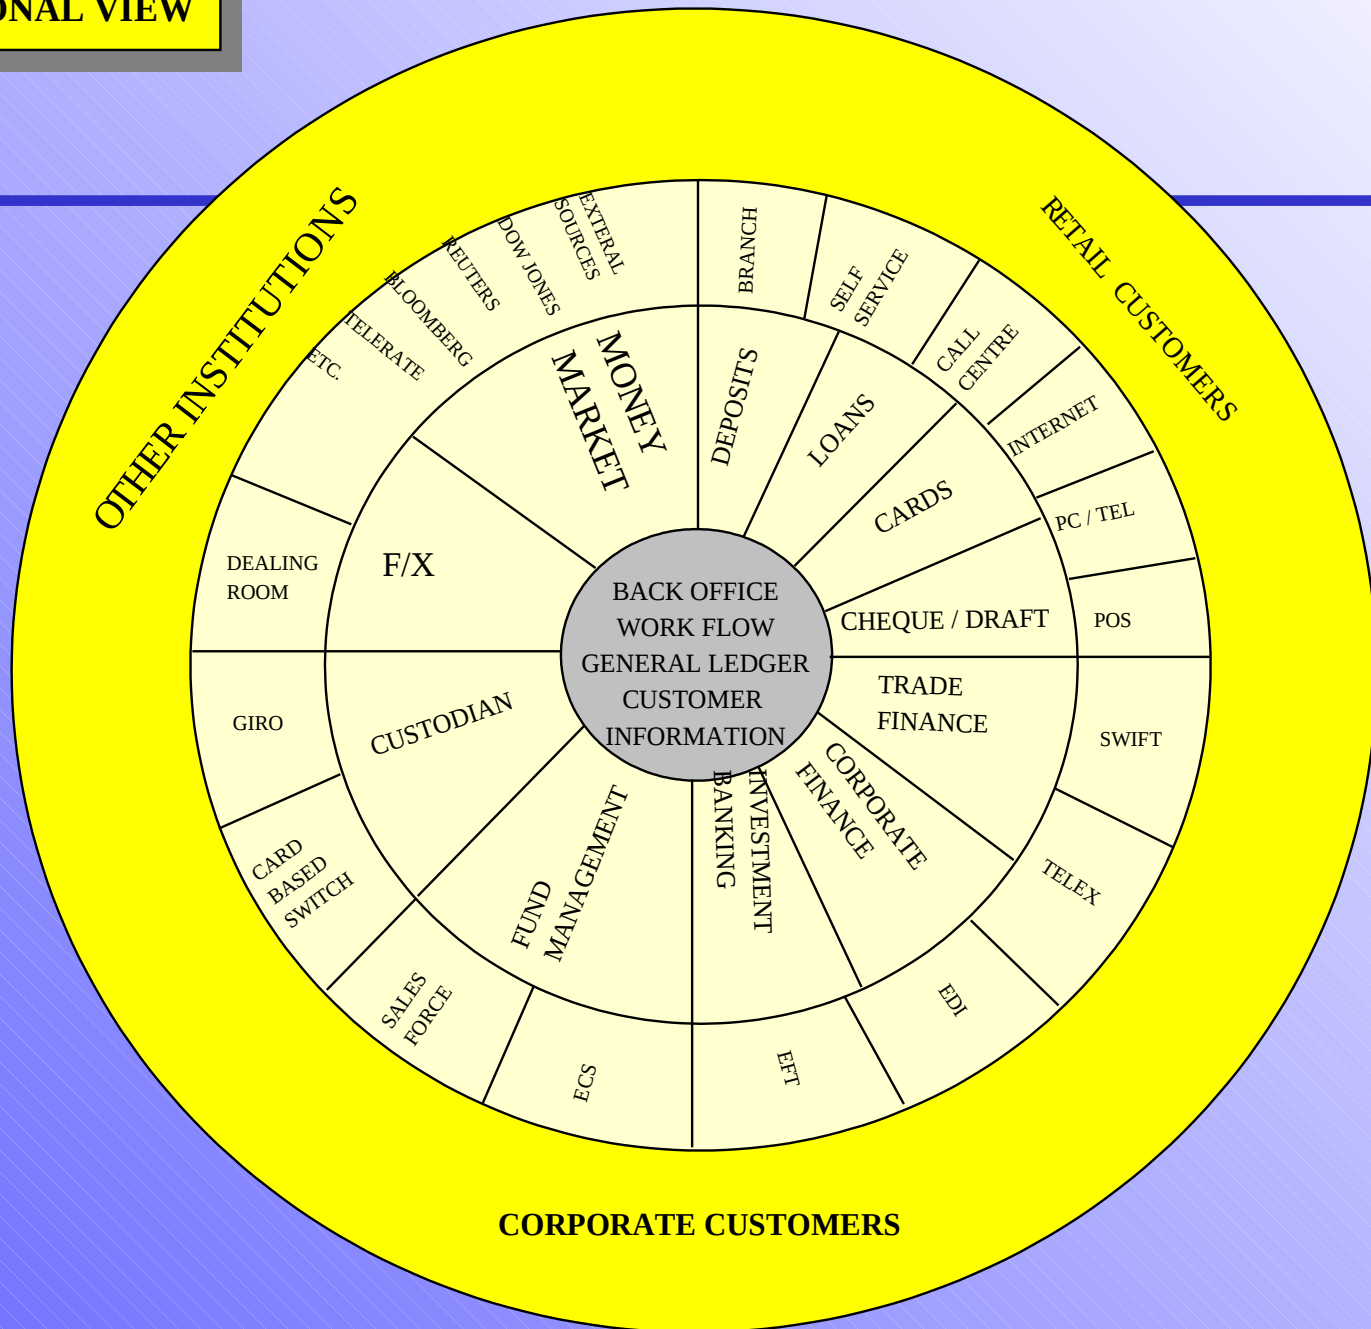 ONAL VIEW
OTHER INSTITUTIONS
RETAIL CUSTOMERS
CORPORATE CUSTOMERS
EXTERAL
SOURCES
DOW JONES
REUTERS
BLOOMBERG
TELERATE
ETC.
BRANCH
SELF
SERVICE
CALL
CENTRE
INTERNET
PC / TEL
POS
SWIFT
TELEX
EDI
EFT
ECS
SALES
FORCE
CARD
BASED
SWITCH
GIRO
DEALING
ROOM
MONEY
MARKET
DEPOSITS
LOANS
CARDS
CHEQUE / DRAFT
TRADE
FINANCE
CORPORATE
FINANCE
INVESTMENT
BANKING
FUND
MANAGEMENT
CUSTODIAN
F/X
BACK OFFICE
WORK FLOW
GENERAL LEDGER
CUSTOMER
INFORMATION